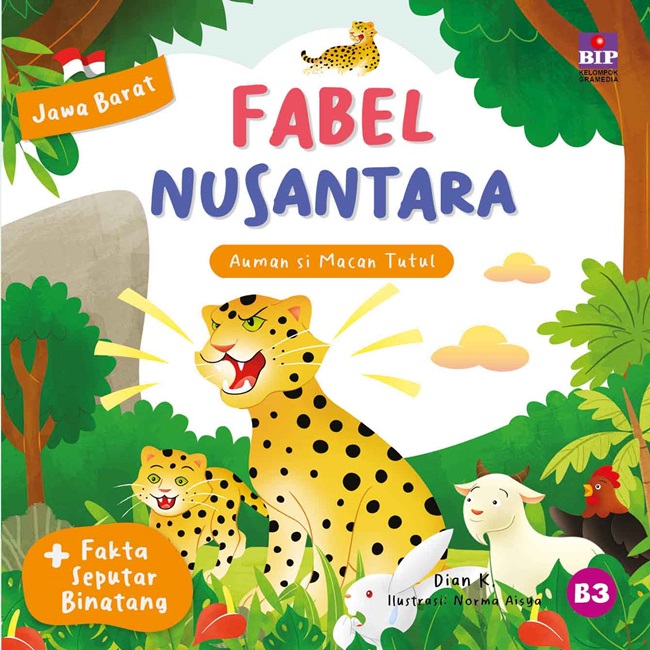 Jawa Barat
BIP
KELOMPOK
GRAMEDIA
FABEL
NUSANTARA
Auman si Macan Tutul
+ Fakta
Seputar
Binatang
Dian K.
Ilustrasi: Norma Aisya
B3